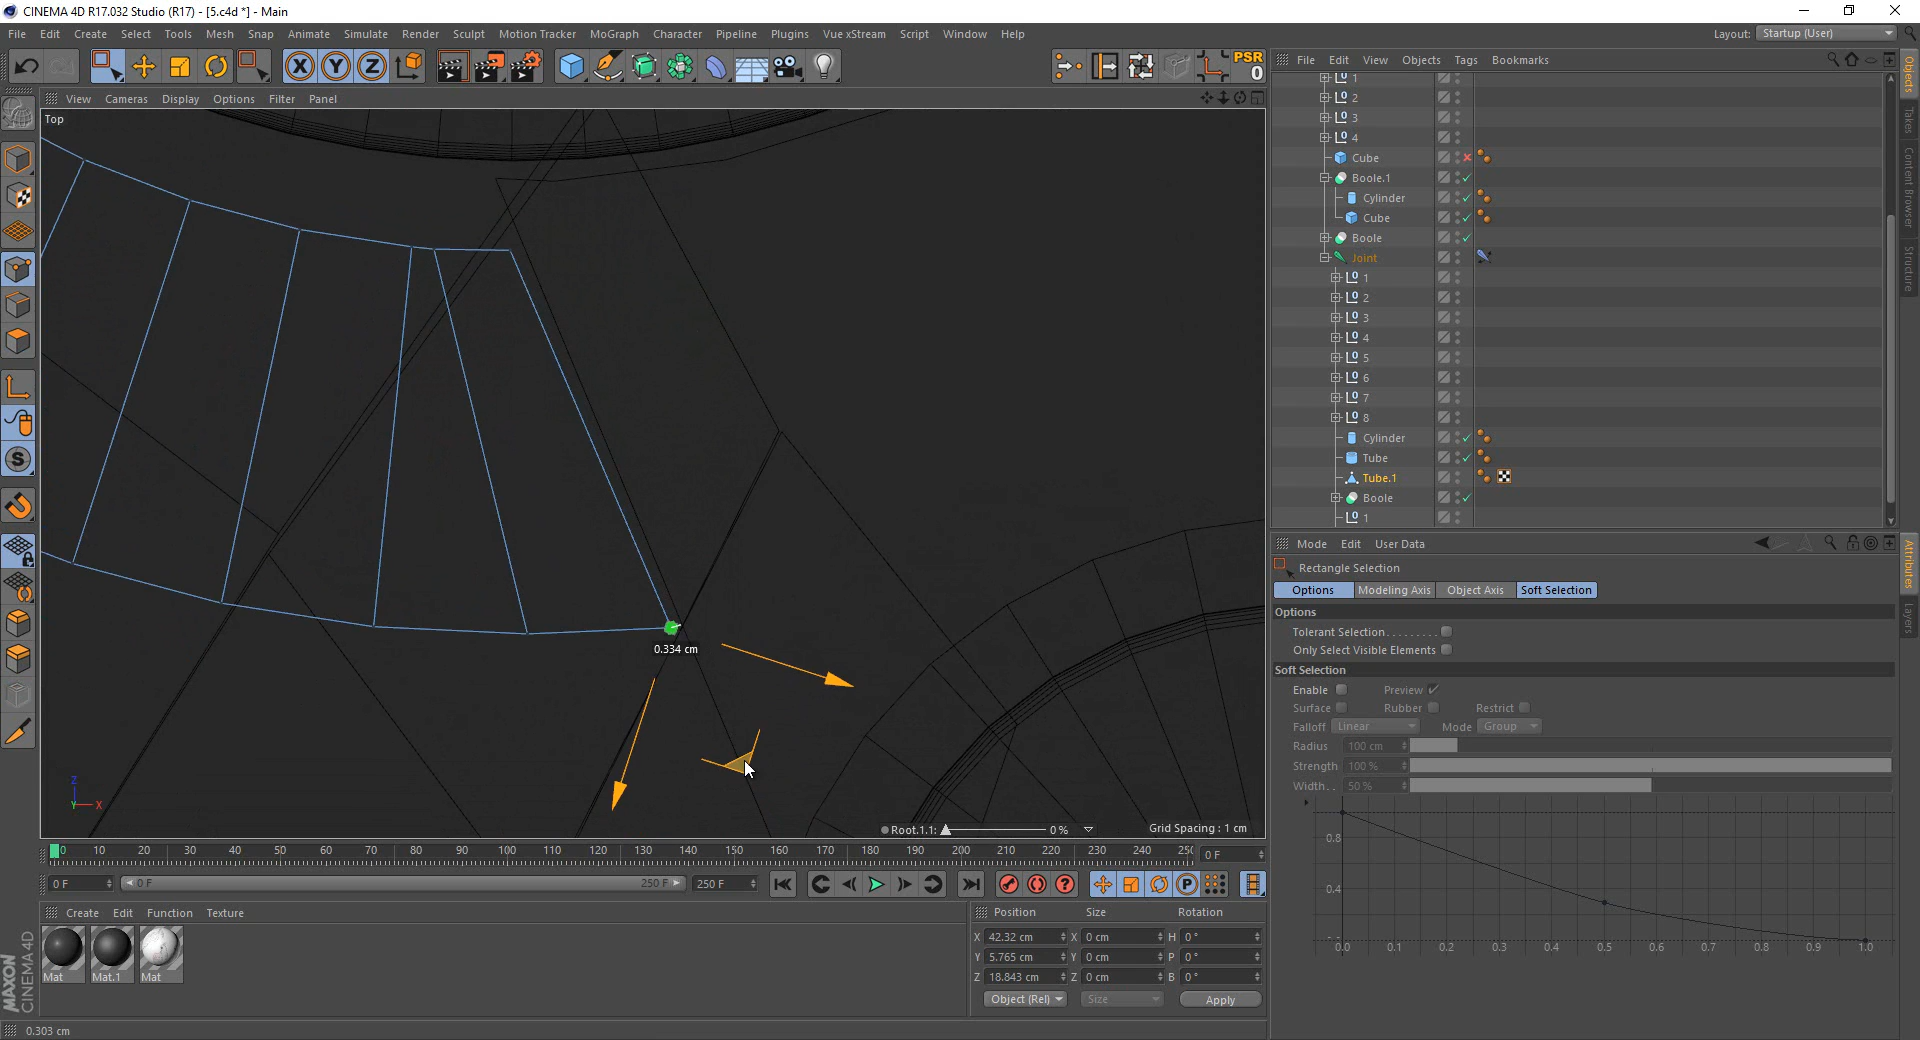 CINEMA 4D R17.032 Studio (R17) - [5.c4d *] - Main
File Edit Create Select Tools Mesh Snap Animate Simulate Render Sculpt Motion Tracker MoGraph Character Pipeline Plugins Vue xStream Script Window Help
Layout: Startup (User)
X Y Z
PSR
0
View Cameras Display Options Filter Panel
Top
0.334 cm
Z
Y X
Root.1.1: 0%
Grid Spacing : 1 cm
0 10 20 30 40 50 60 70 80 90 100 110 120 130 140 150 160 170 180 190 200 210 220 230 240
0 F
0 F
0 F 250 F
250 F
Create Edit Function Texture
Mat Mat.1 Mat
MAXON
CINEMA 4D
0.303 cm
Position Size Rotation
X 42.32 cm X 0 cm H 0 °
Y 5.765 cm Y 0 cm P 0 °
Z 18.843 cm Z 0 cm B 0 °
Object (Rel) Size Apply
File Edit View Objects Tags Bookmarks
1
2
3
4
Cube
Boole.1
Cylinder
Cube
Boole
Joint
1
2
3
4
5
6
7
8
Cylinder
Tube
Tube.1
Boole
1
Objects
Takes
Content Browser
Structure
Mode Edit User Data
Rectangle Selection
Options Modeling Axis Object Axis Soft Selection
Options
Tolerant Selection. . . . . . . . .
Only Select Visible Elements
Soft Selection
Enable Preview
Surface Rubber Restrict
Falloff Linear Mode Group
Radius 100 cm
Strength 100 %
Width. . 50 %
0.8
0.4
0.0 0.1 0.2 0.3 0.4 0.5 0.6 0.7 0.8 0.9 1.0
Attributes
Layers